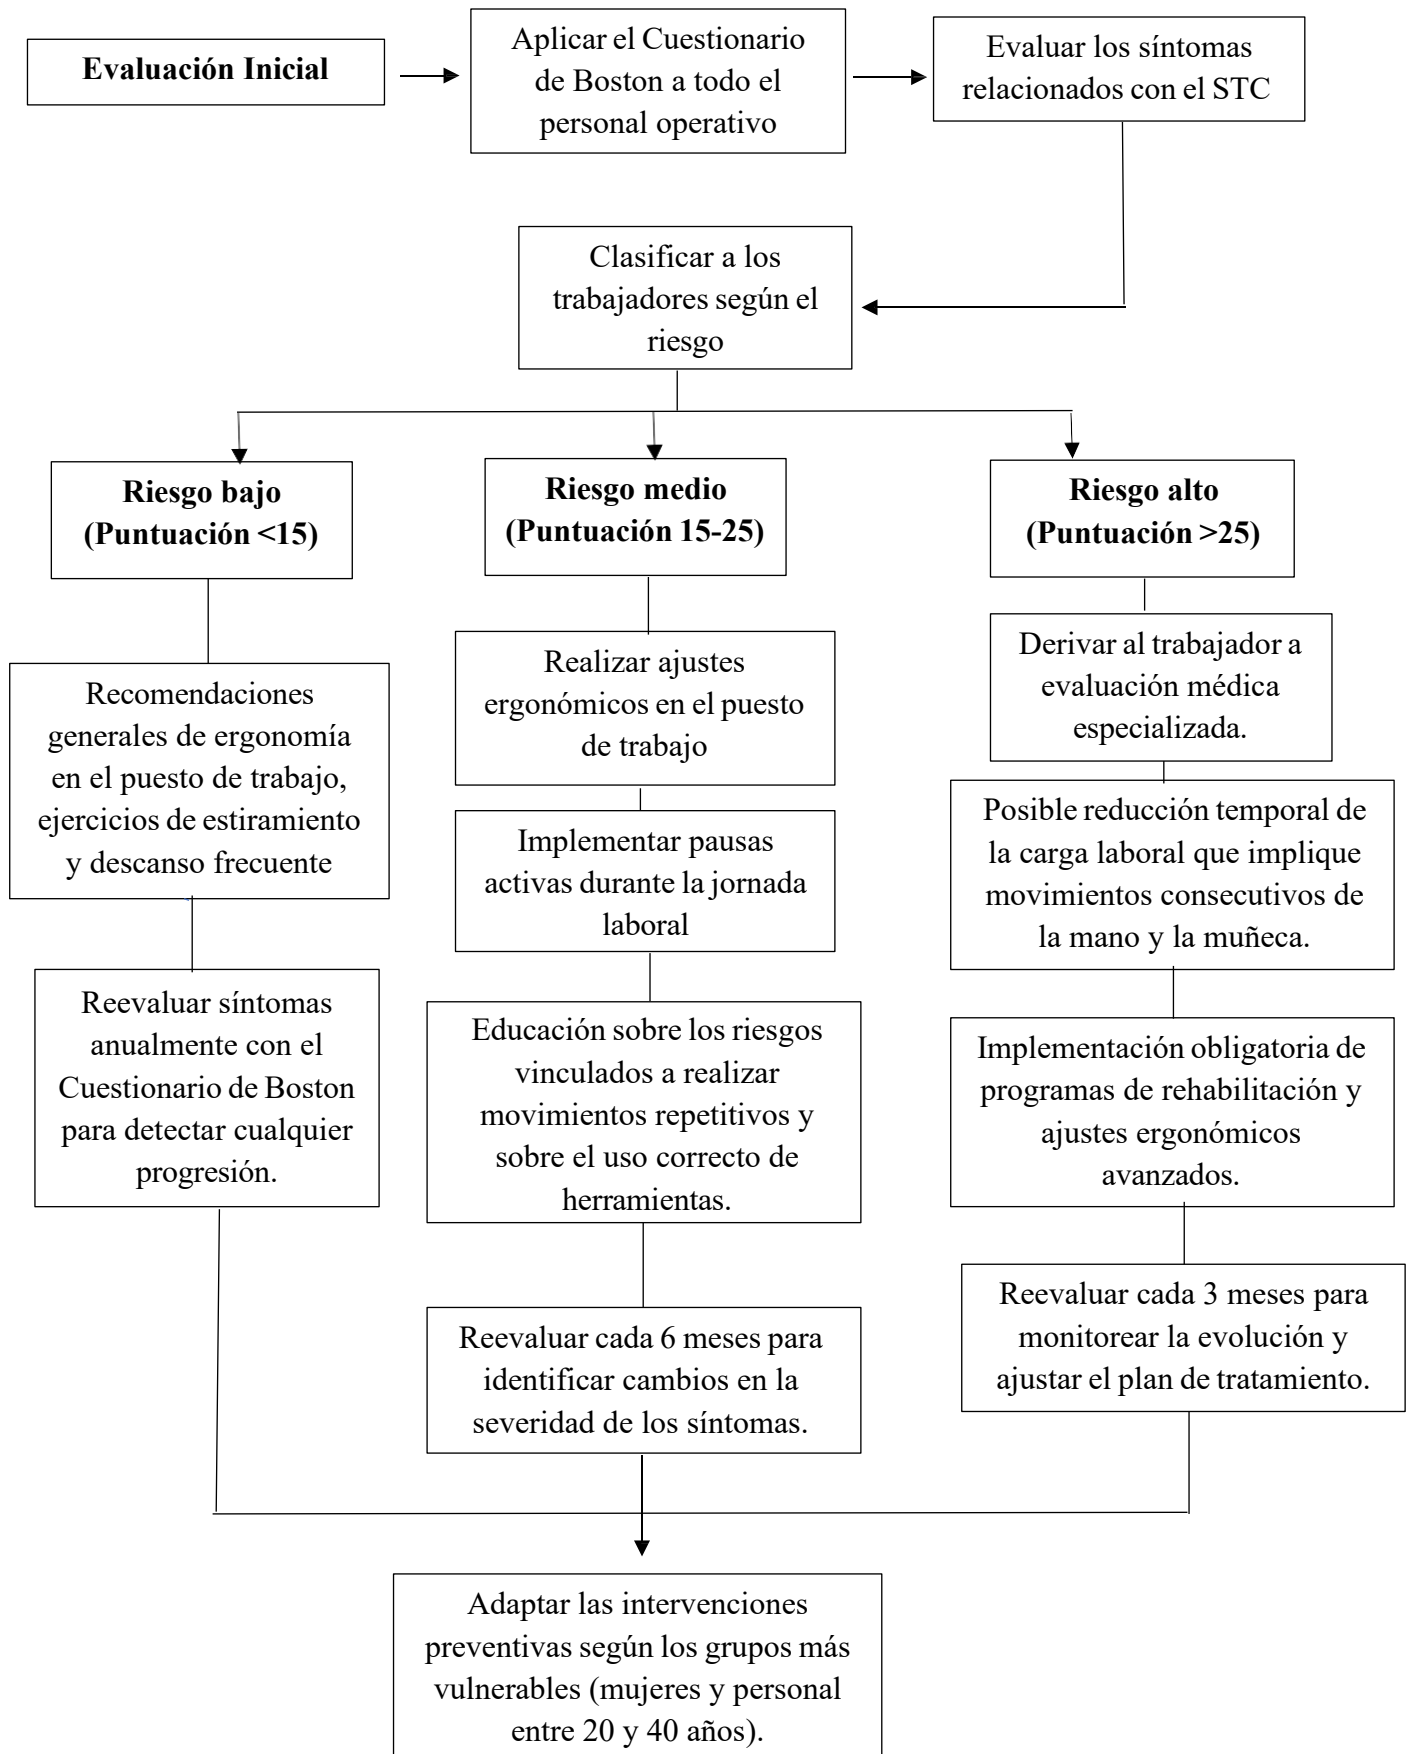 Evaluación Inicial
Aplicar el Cuestionario
de Boston a todo el
personal operativo
Evaluar los síntomas
relacionados con el STC
Clasificar a los
trabajadores según el
riesgo
Riesgo bajo
(Puntuación <15)
Riesgo medio
(Puntuación 15-25)
Riesgo alto
(Puntuación >25)
Recomendaciones
generales de ergonomía
en el puesto de trabajo,
ejercicios de estiramiento
y descanso frecuente
Reevaluar síntomas
anualmente con el
Cuestionario de Boston
para detectar cualquier
progresión.
Realizar ajustes
ergonómicos en el puesto
de trabajo
Implementar pausas
activas durante la jornada
laboral
Educación sobre los riesgos
vinculados a realizar
movimientos repetitivos y
sobre el uso correcto de
herramientas.
Reevaluar cada 6 meses para
identificar cambios en la
severidad de los síntomas.
Derivar al trabajador a
evaluación médica
especializada.
Posible reducción temporal de
la carga laboral que implique
movimientos consecutivos de
la mano y la muñeca.
Implementación obligatoria de
programas de rehabilitación y
ajustes ergonómicos
avanzados.
Reevaluar cada 3 meses para
monitorear la evolución y
ajustar el plan de tratamiento.
Adaptar las intervenciones
preventivas según los grupos más
vulnerables (mujeres y personal
entre 20 y 40 años).